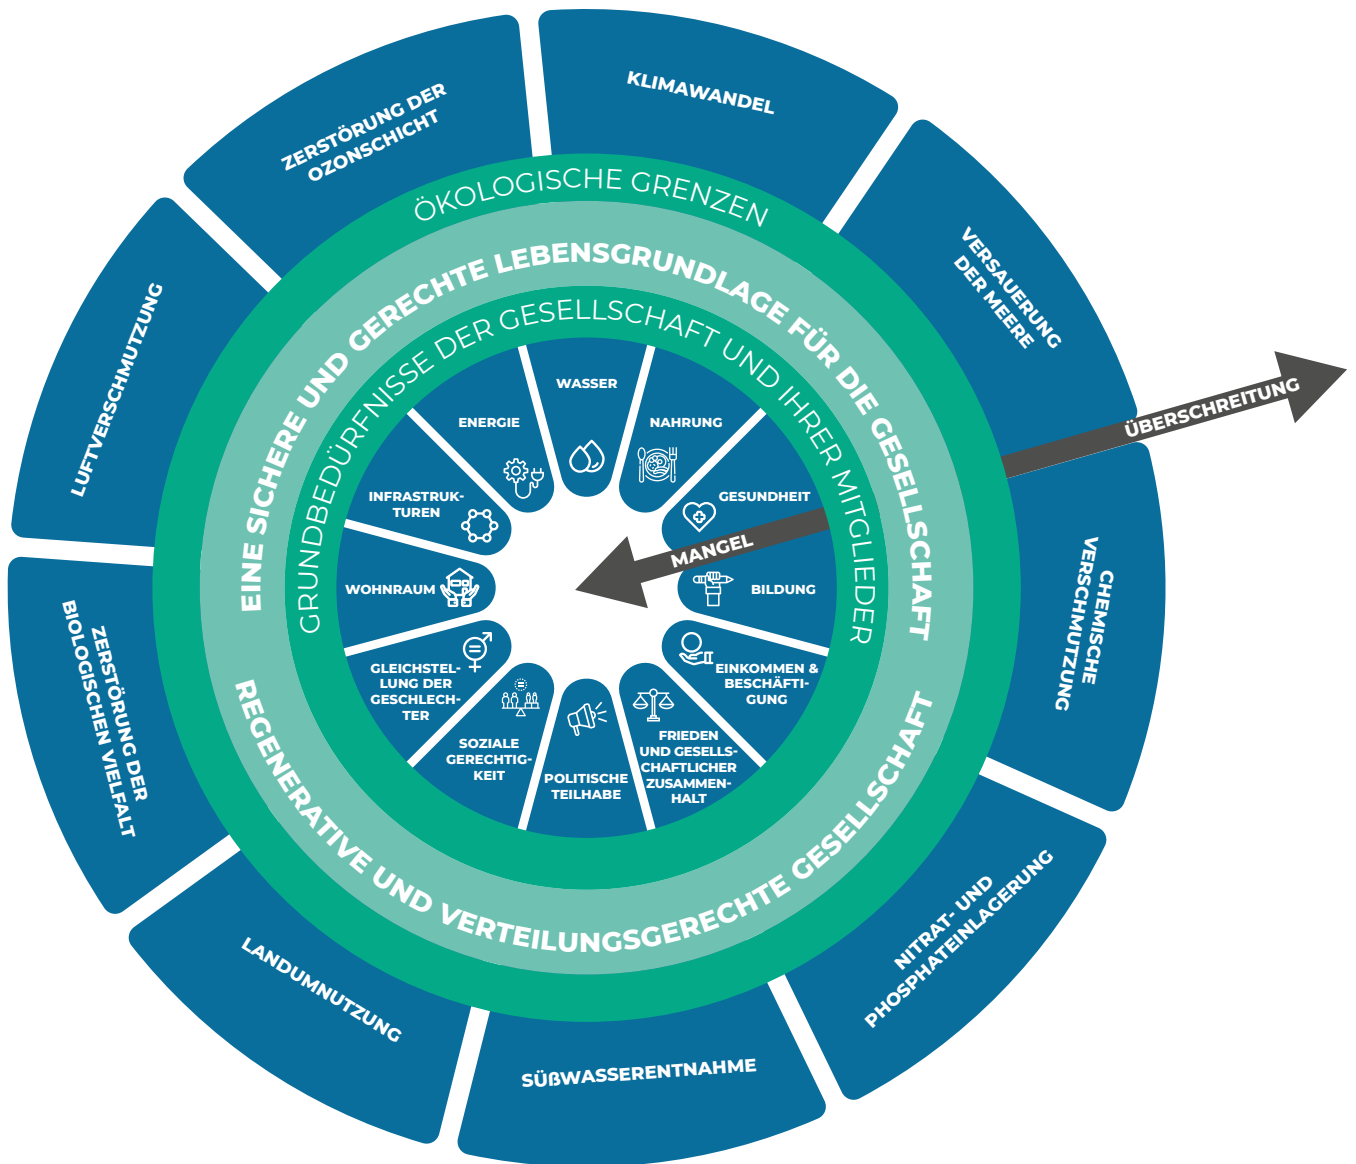 KLIMAWANDEL
VERSAUERUNG
DER MEERE
ÜBERSCHREITUNG
CHEMISCHE
VERSCHMUTZUNG
NITRAT- UND
PHOSPHATEINLAGERUNG
SÜßWASSERENTNAHME
LANDUMNUTZUNG
ZERSTÖRUNG DER
BIOLOGISCHEN VIELFALT
LUFTVERSCHMUTZUNG
ZERSTÖRUNG DER
OZONSCHICHT
ÖKOLOGISCHE GRENZEN
EINE SICHERE UND GERECHTE LEBENSGRUNDLAGE FÜR DIE GESELLSCHAFT
REGENERATIVE UND VERTEILUNGSGERECHTE GESELLSCHAFT
GRUNDBEDÜRFNISSE DER GESELLSCHAFT UND IHRER MITGLIEDER
WASSER
NAHRUNG
GESUNDHEIT
MANGEL
BILDUNG
EINKOMMEN &
BESCHÄFTI-
GUNG
FRIEDEN
UND GESELLS-
CHAFTLICHER
ZUSAMMEN-
HALT
POLITISCHE
TEILHABE
SOZIALE
GERECHTIG-
KEIT
GLEICHSTEL-
LUNG DER
GESCHLECH-
TER
WOHNRAUM
INFRASTRUK-
TUREN
ENERGIE